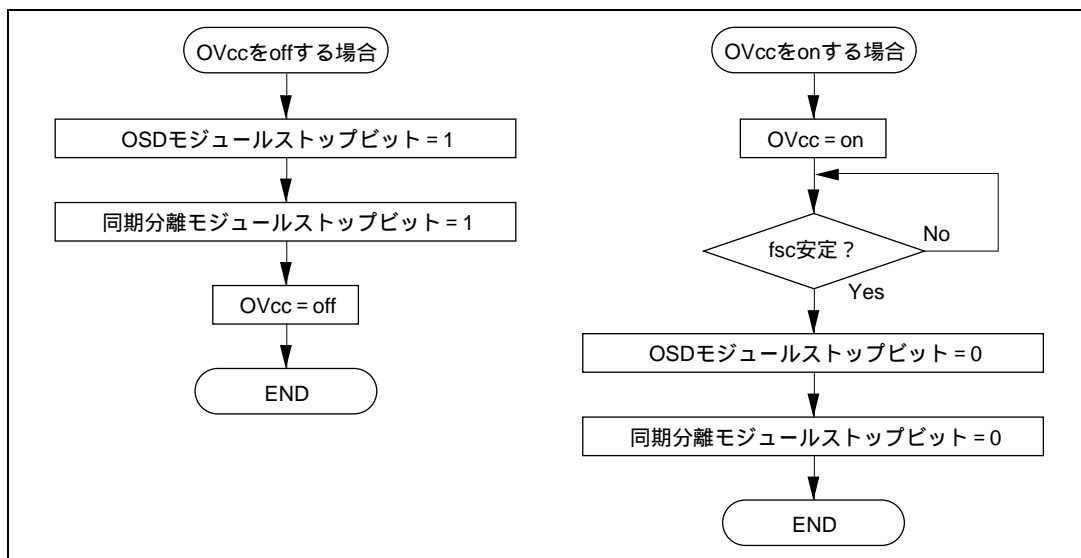 OVccをoffする場合
OSDモジュールストップビット = 1
同期分離モジュールストップビット = 1
OVcc = off
END
OVccをonする場合
OVcc = on
fsc安定？
No
Yes
OSDモジュールストップビット = 0
同期分離モジュールストップビット = 0
END